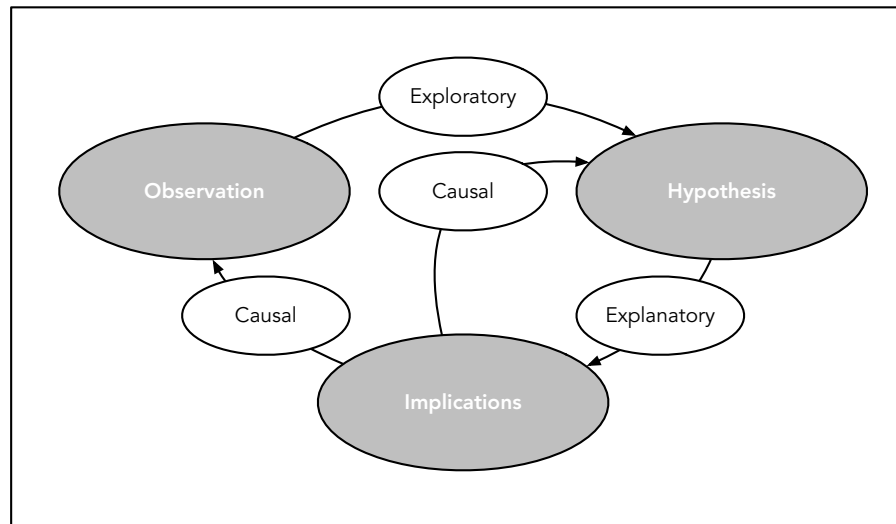 Exploratory
Observation
Causal
Hypothesis
Causal
Explanatory
Implications